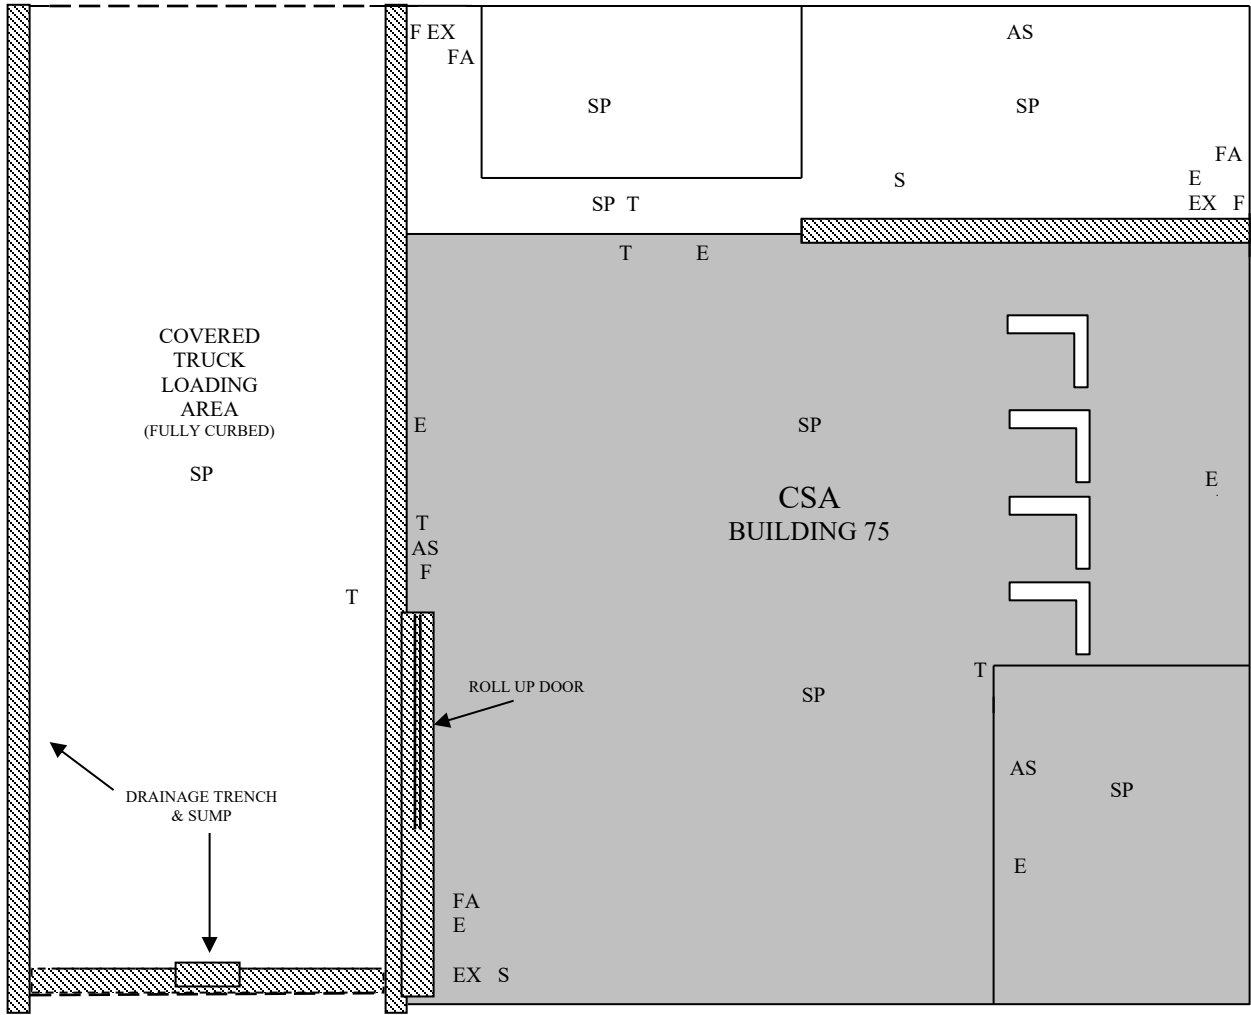 F EX
AS
FA
SP
SP
FA
S
E
SP T
EX F
T E
COVERED
TRUCK
LOADING
AREA
(FULLY CURBED)
SP
E
SP
E
CSA
BUILDING 75
T
AS
F
T
T
ROLL UP DOOR
SP
AS
SP
DRAINAGE TRENCH
& SUMP
E
FA
E
EX S